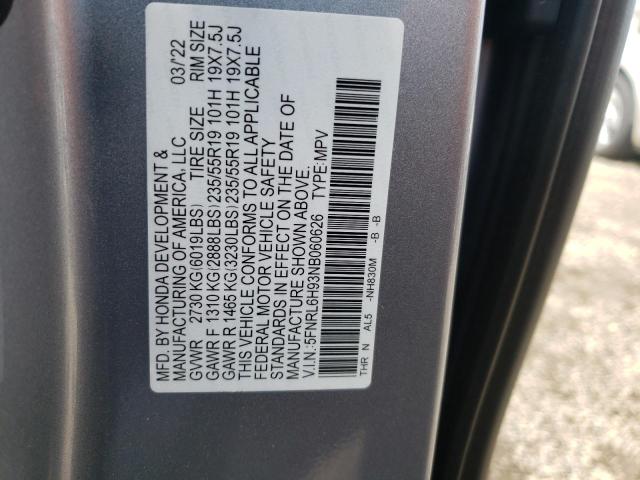 MFD. BY HONDA DEVELOPMENT &
MANUFACTURING OF AMERICA, LLC 03/'22
GVWR 2730 KG(6019LBS) TIRE SIZE RIM SIZE
GAWR F 1310 KG(2888LBS)235/55R19 101H 19X7.5J
GAWR R 1465 KG(3230LBS)235/55R19 101H 19X7.5J
THIS VEHICLE CONFORMS TO ALL APPLICABLE
FEDERAL MOTOR VEHICLE SAFETY
STANDARDS IN EFFECT ON THE DATE OF
MANUFACTURE SHOWN ABOVE.
V.I.N.:5FNRL6H93NB060626 TYPE:MPV
THR N AL5 -NH830M -B -B